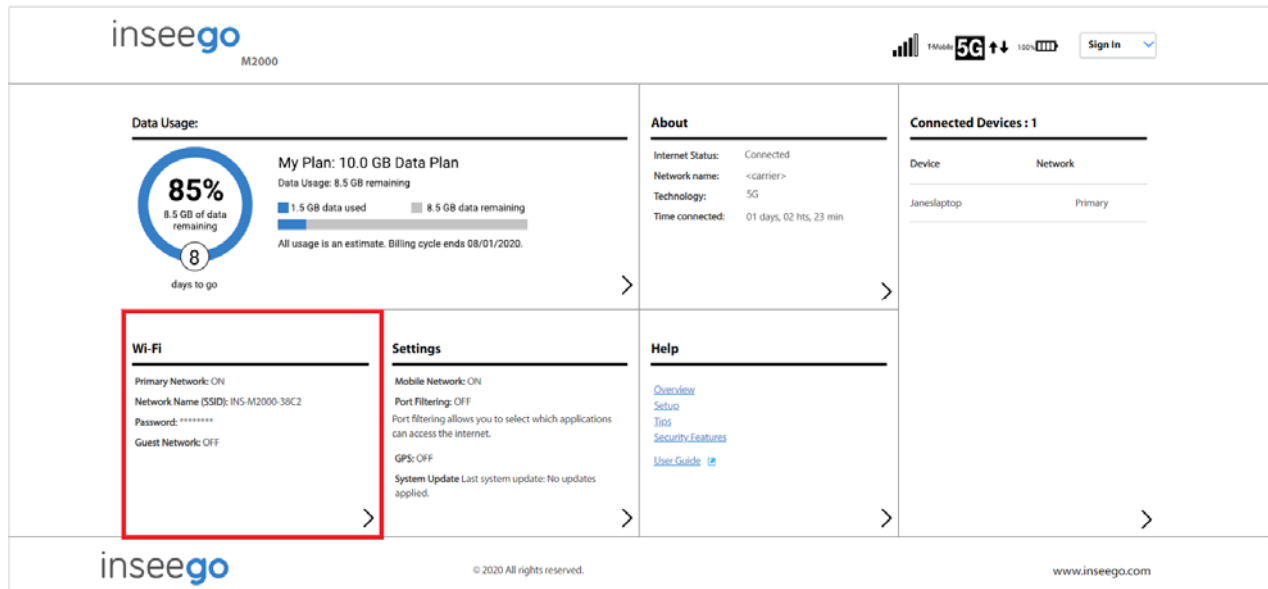 inseego
M2000
T-Mobile 5G 100%
Sign In
Data Usage:
85%
8.5 GB of data
remaining
8
days to go
My Plan: 10.0 GB Data Plan
Data Usage: 8.5 GB remaining
1.5 GB data used 8.5 GB data remaining
All usage is an estimate. Billing cycle ends 08/01/2020.
About
Internet Status: Connected
Network name: <carrier>
Technology: 5G
Time connected: 01 days, 02 hts, 23 min
Connected Devices : 1
Device Network
Janeslaptop Primary
Wi-Fi
Primary Network: ON
Network Name (SSID): INS-M2000-38C2
Password: ********
Guest Network: OFF
Settings
Mobile Network: ON
Port Filtering: OFF
Port filtering allows you to select which applications
can access the internet.
GPS: OFF
System Update Last system update: No updates
applied.
Help
Overview
Setup
Tips
Security Features
User Guide
inseego
© 2020 All rights reserved.
www.inseego.com